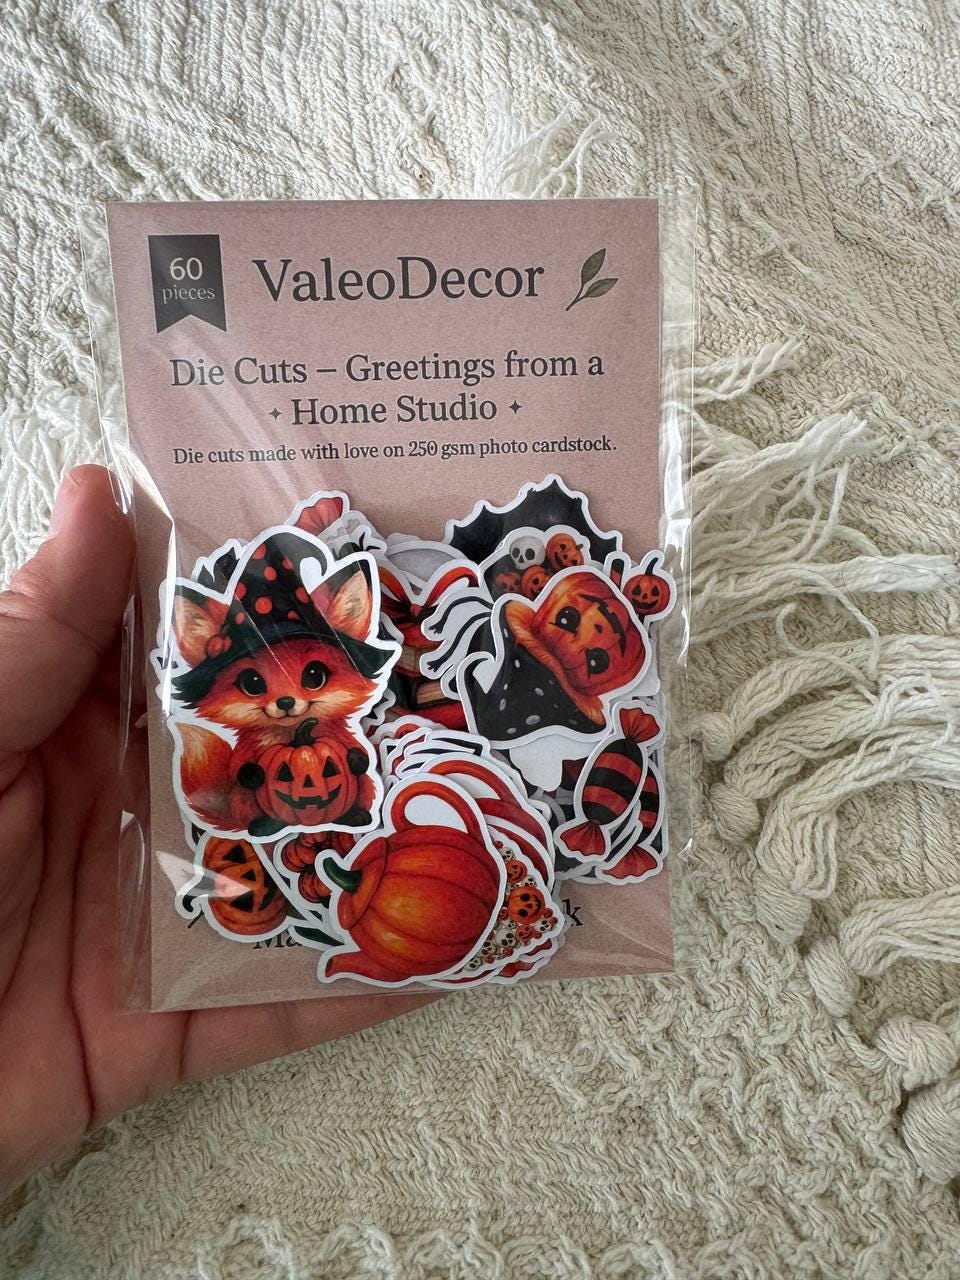 60
pieces
ValeoDecor
Die Cuts – Greetings from a
✦ Home Studio ✦
Die cuts made with love on 250 gsm photo cardstock.